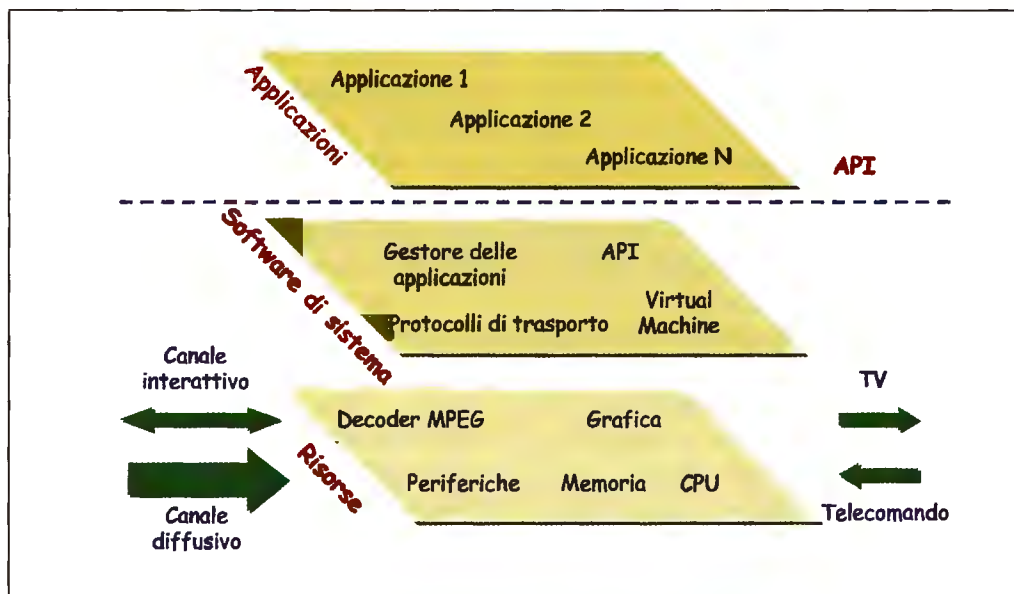 Applicazioni
Applicazione 1
Applicazione 2
Applicazione N
API
Software di sistema
Gestore delle
applicazioni
API
Protocolli di trasporto
Virtual
Machine
Canale
interattivo
Canale
diffusivo
Risorse
Decoder MPEG
Grafica
Periferiche
Memoria
CPU
TV
Telecomando